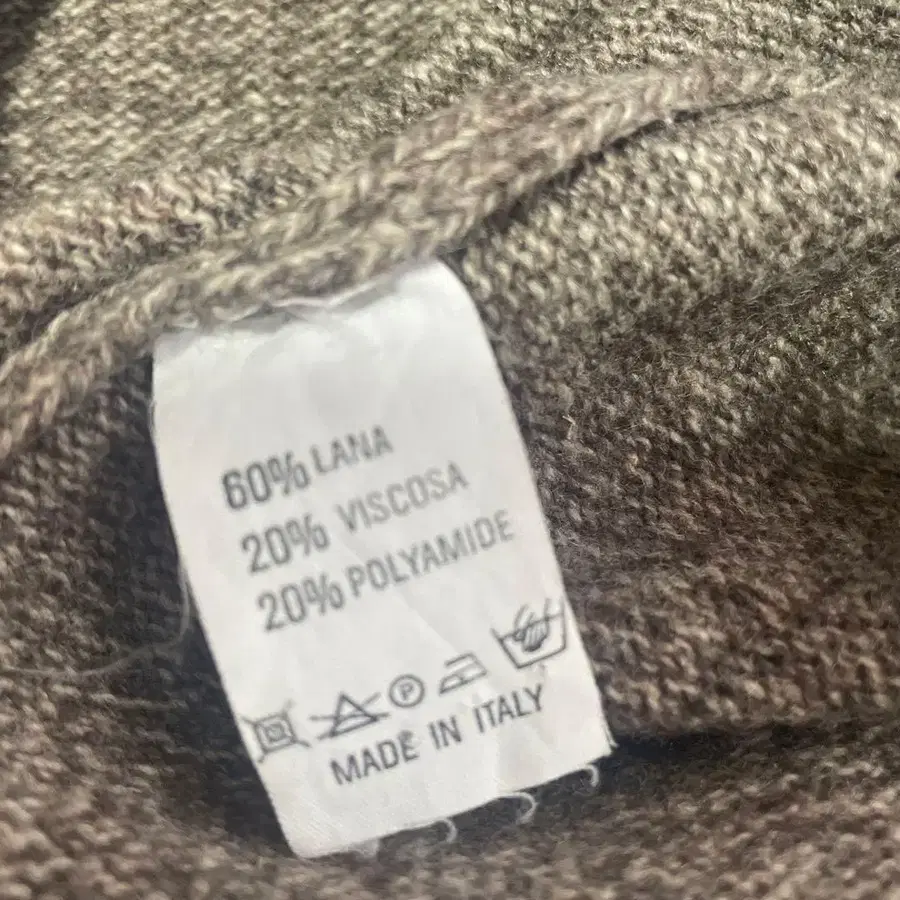 60% LANA
20% VISCOSA
20% POLYAMIDE
P
MADE IN ITALY